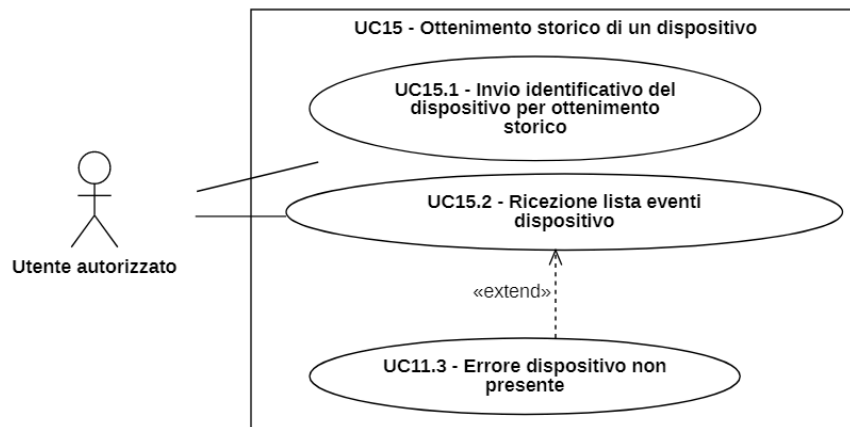 UC15 - Ottenimento storico di un dispositivo
UC15.1 - Invio identificativo del
dispositivo per ottenimento
storico
UC15.2 - Ricezione lista eventi
dispositivo
Utente autorizzato
«extend»
UC11.3 - Errore dispositivo non
presente